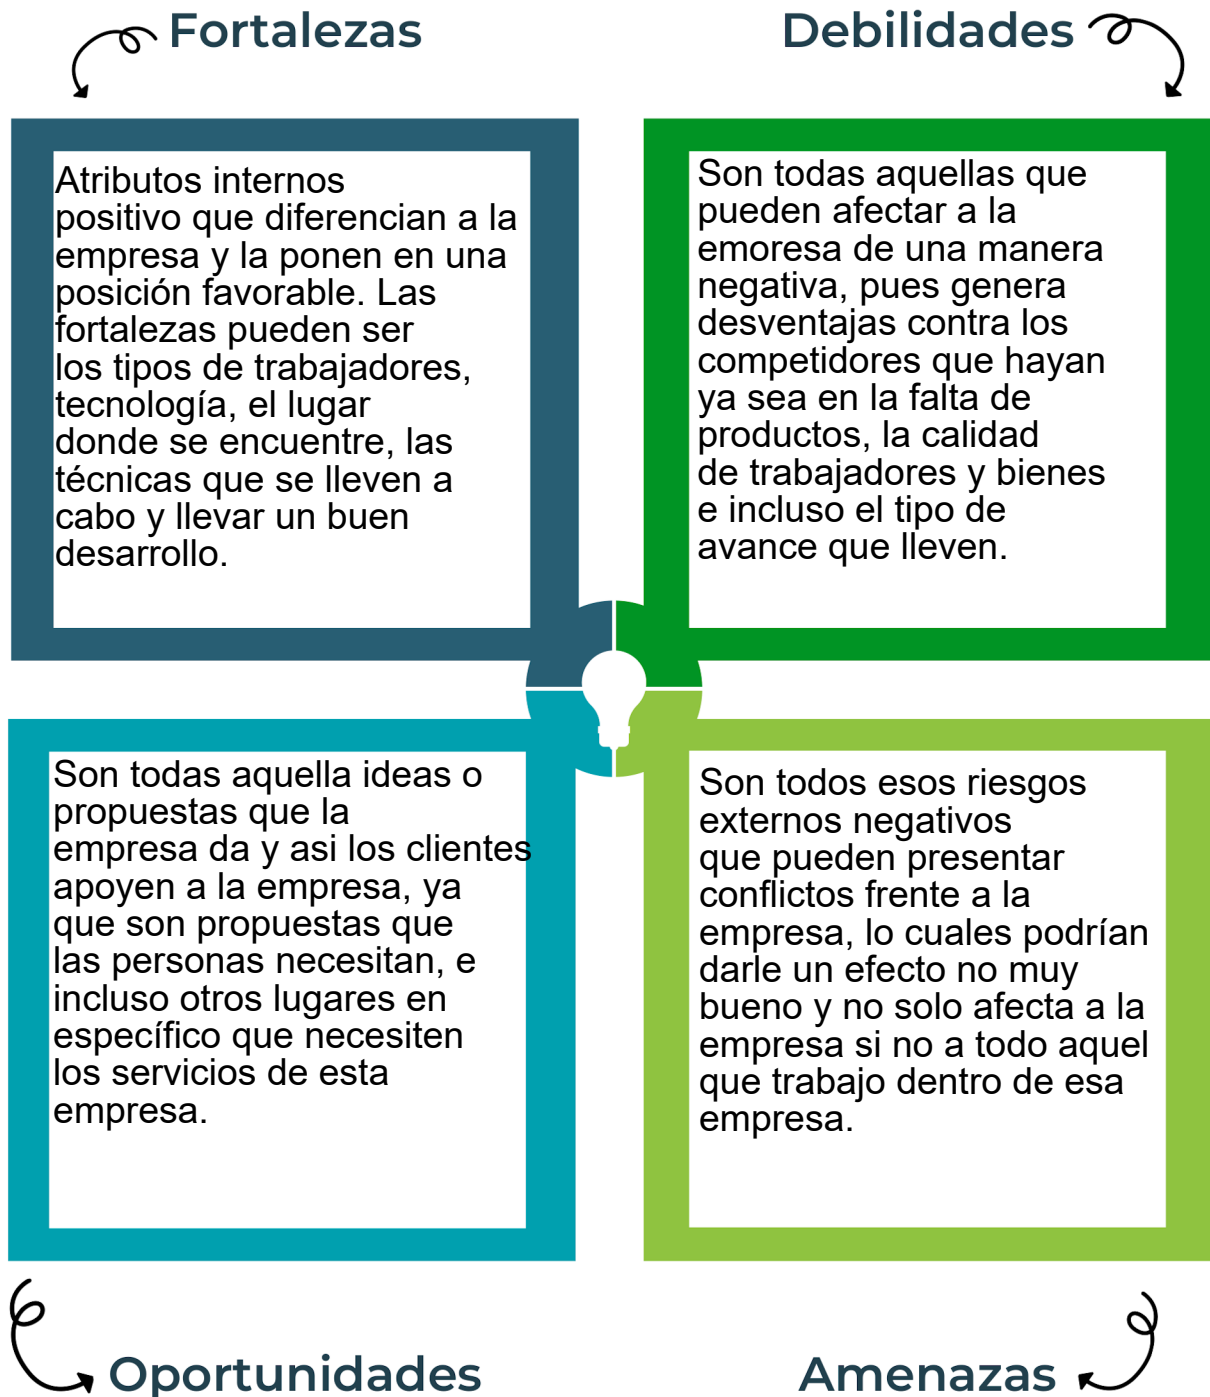 Fortalezas
Atributos internos
positivo que diferencian a la
empresa y la ponen en una
posición favorable. Las
fortalezas pueden ser
los tipos de trabajadores,
tecnología, el lugar
donde se encuentre, las
técnicas que se lleven a
cabo y llevar un buen
desarrollo.
Debilidades
Son todas aquellas que
pueden afectar a la
emoresa de una manera
negativa, pues genera
desventajas contra los
competidores que hayan
ya sea en la falta de
productos, la calidad
de trabajadores y bienes
e incluso el tipo de
avance que lleven.
Son todas aquella ideas o
propuestas que la
empresa da y asi los clientes
apoyen a la empresa, ya
que son propuestas que
las personas necesitan, e
incluso otros lugares en
específico que necesiten
los servicios de esta
empresa.
Oportunidades
Son todos esos riesgos
externos negativos
que pueden presentar
conflictos frente a la
empresa, lo cuales podrían
darle un efecto no muy
bueno y no solo afecta a la
empresa si no a todo aquel
que trabajo dentro de esa
empresa.
Amenazas